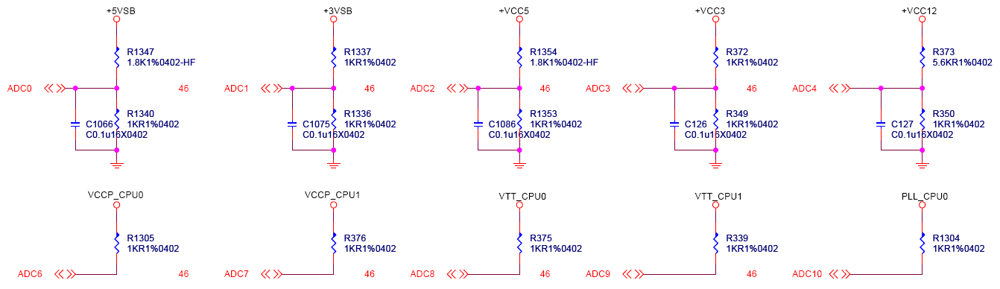 +5VSB
+3VSB
+VCC5
+VCC3
+VCC12
R1347
1.8K1%0402-HF
R1337
1KR1%0402
R1354
1.8K1%0402-HF
R372
1KR1%0402
R373
5.6KR1%0402
ADC0
46
ADC1
46
ADC2
46
ADC3
46
ADC4
C1066
C0.1u16X0402
R1340
1KR1%0402
C1075
C0.1u16X0402
R1336
1KR1%0402
C1086
C0.1u16X0402
R1353
1KR1%0402
C126
C0.1u16X0402
R349
1KR1%0402
C127
C0.1u16X0402
R350
1KR1%0402
VCCP_CPU0
VCCP_CPU1
VTT_CPU0
VTT_CPU1
PLL_CPU0
R1305
1KR1%0402
R376
1KR1%0402
R375
1KR1%0402
R339
1KR1%0402
R1304
1KR1%0402
ADC6
46
ADC7
46
ADC8
46
ADC9
46
ADC10